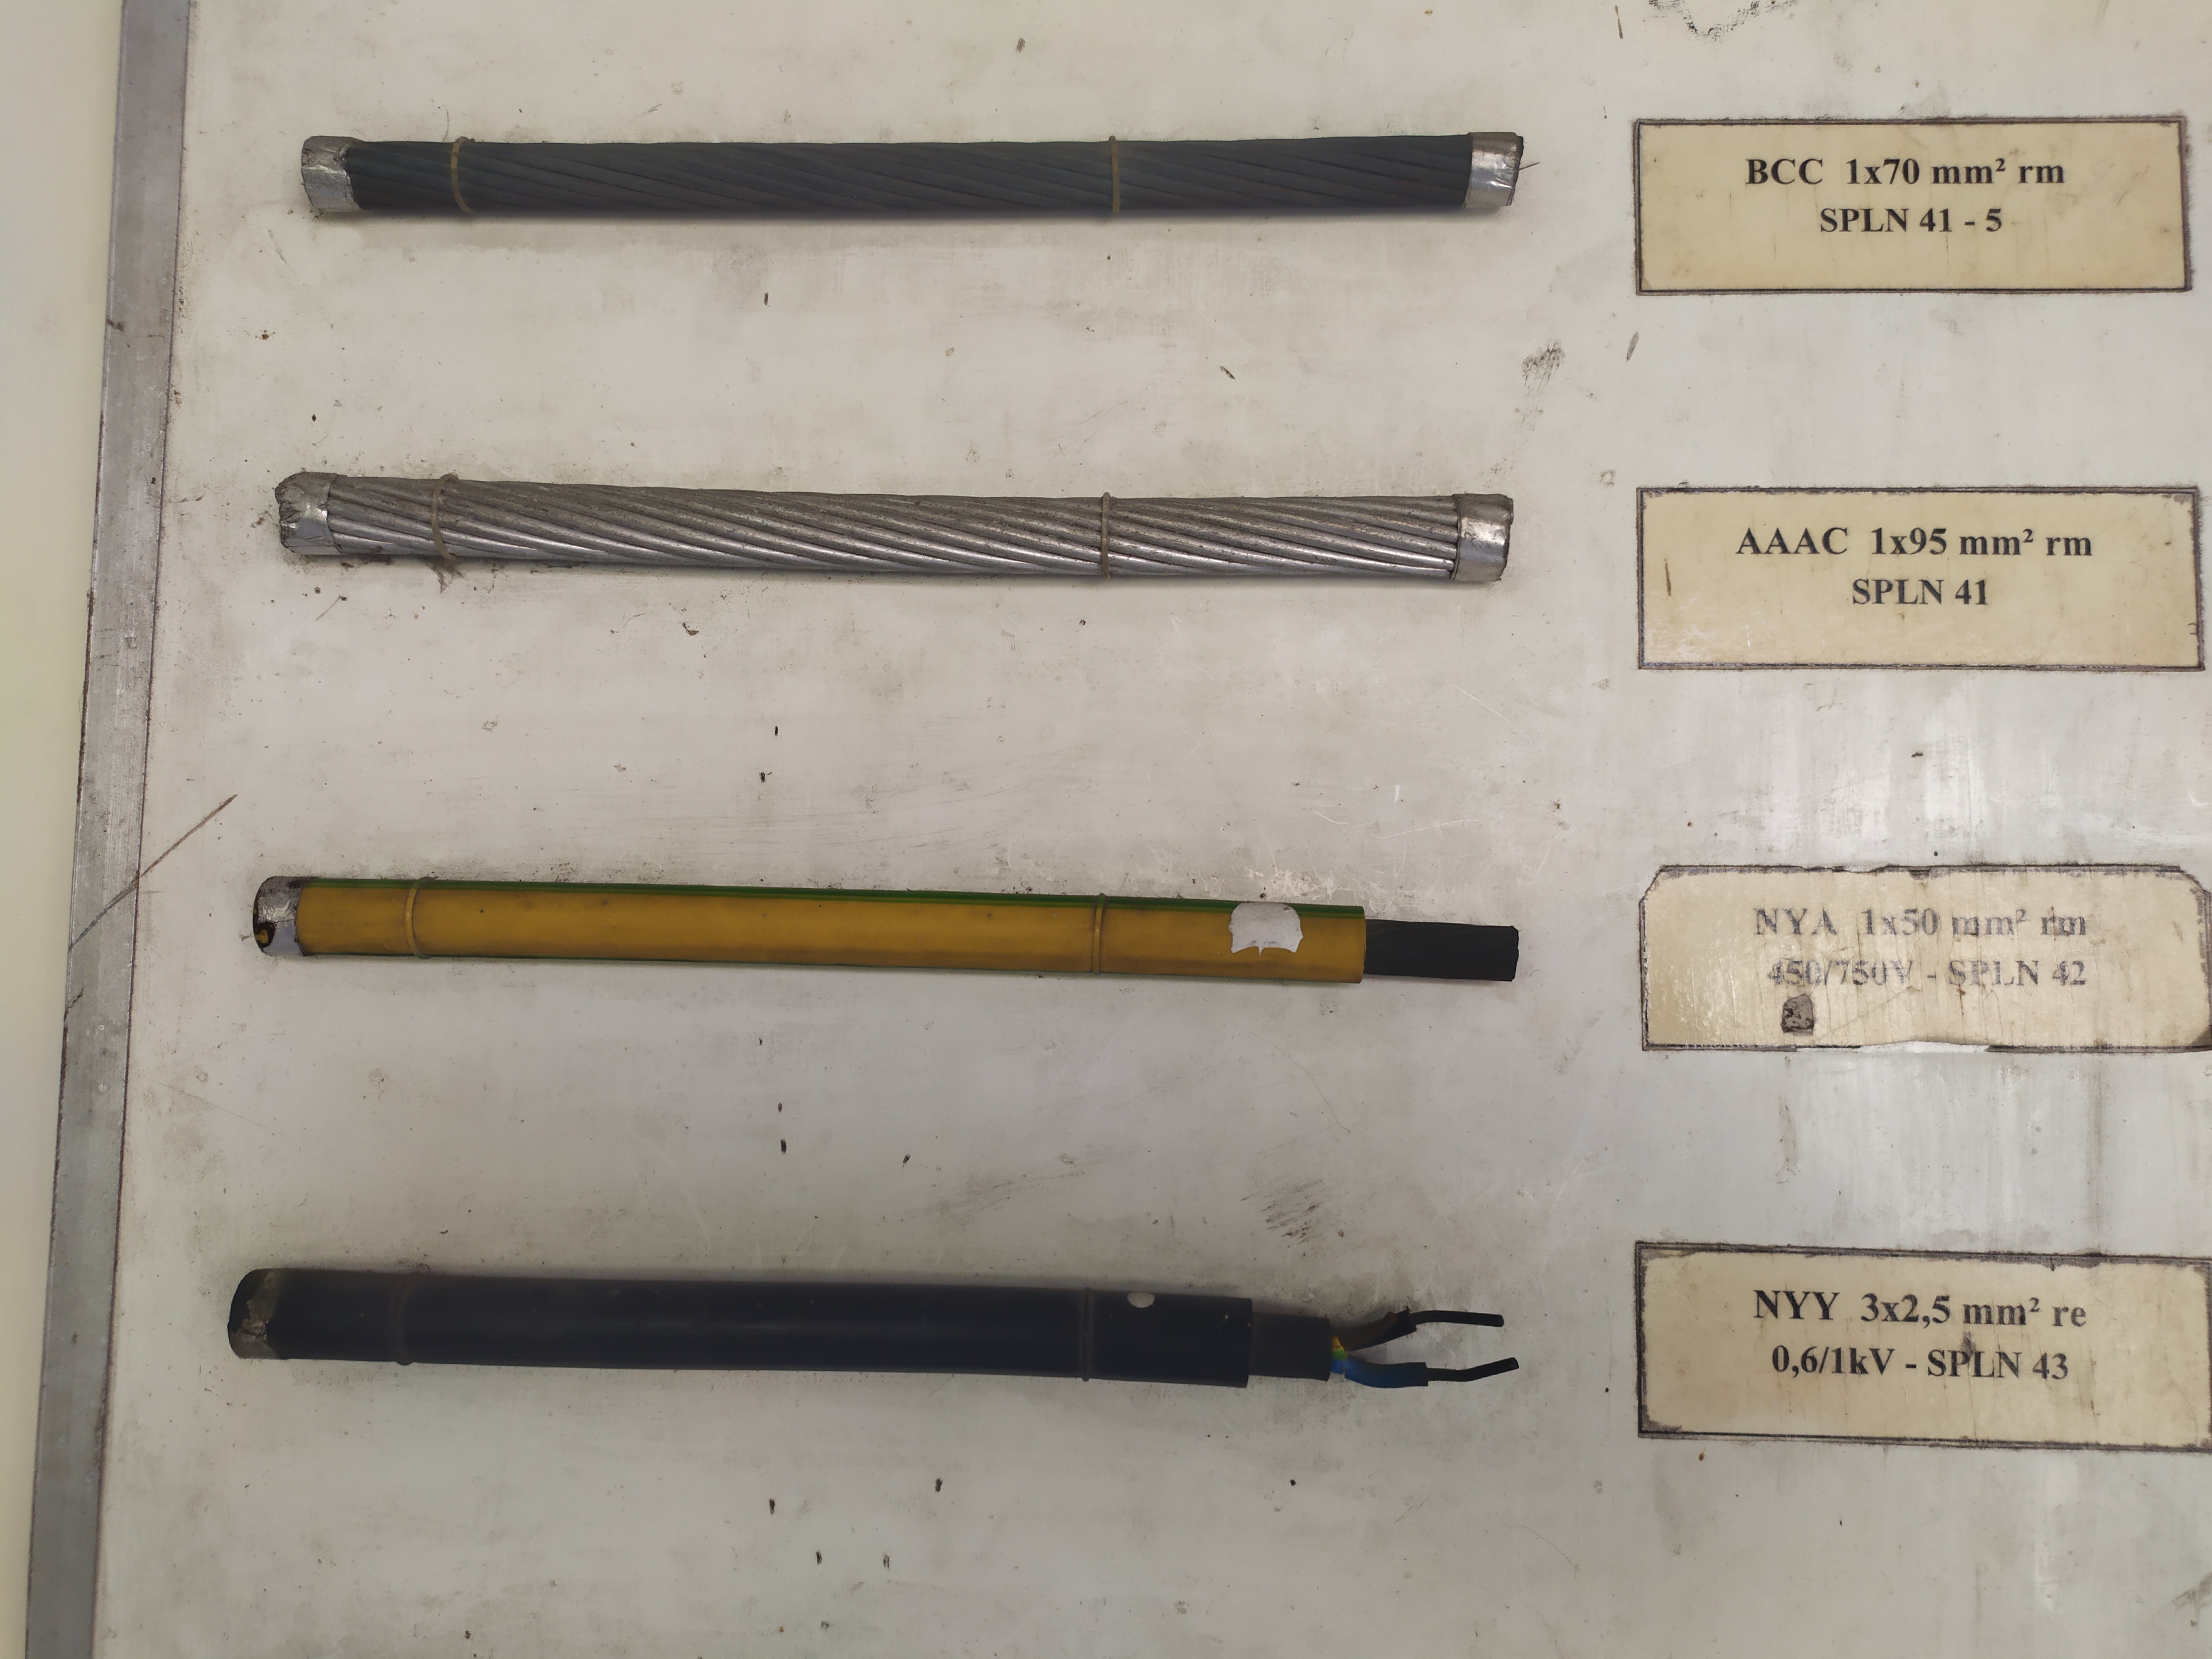 BCC 1x70 mm² rm
SPLN 41 - 5
AAAC 1x95 mm² rm
SPLN 41
NYA 1x50 mm² rm
450/750V - SPLN 42
NYY 3x2,5 mm² re
0,6/1kV - SPLN 43